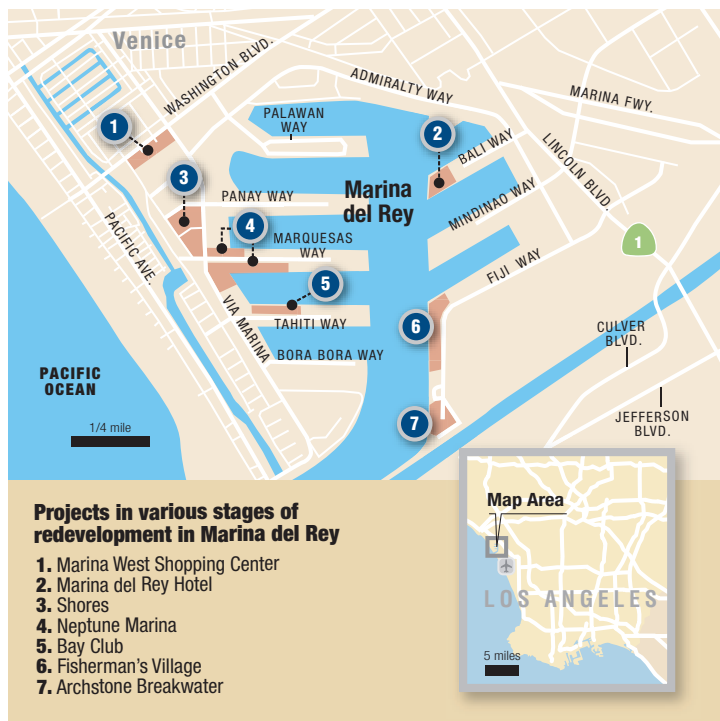 Venice
WASHINGTON BLVD.
ADMIRALTY WAY
MARINA FWY.
PALAWAN
WAY
1
2
BALI WAY
LINCOLN BLVD.
3
PANAY WAY
Marina
del Rey
MINDINAO WAY
4
MARQUESAS
WAY
1
PACIFIC AVE.
FIJI WAY
5
VIA MARINA
TAHITI WAY
6
CULVER
BLVD.
BORA BORA WAY
PACIFIC
OCEAN
1/4 mile
7
JEFFERSON
BLVD.
Projects in various stages of
redevelopment in Marina del Rey
1. Marina West Shopping Center
2. Marina del Rey Hotel
3. Shores
4. Neptune Marina
5. Bay Club
6. Fisherman's Village
7. Archstone Breakwater
Map Area
LOS ANGELES
5 miles